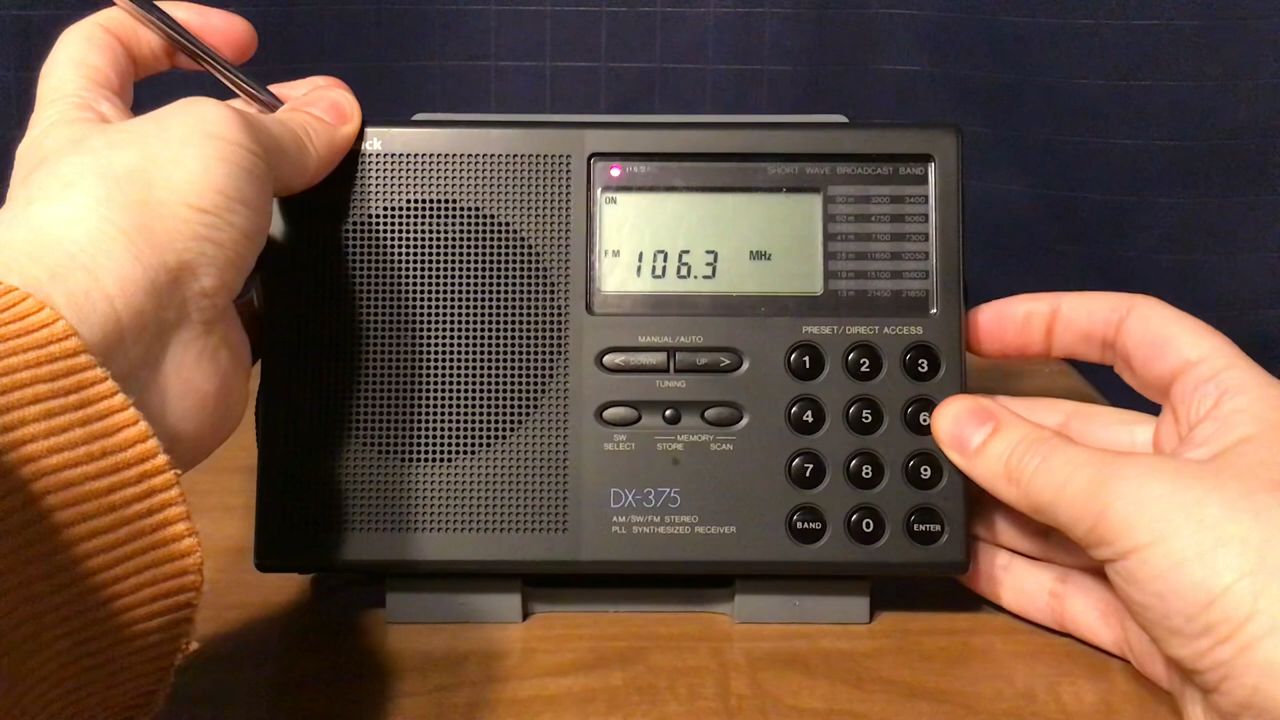 ck
SHORT WAVE BROADCAST BAND
ON
FM 106.3 MHz
90 m 3200 3400
60 m 4750 5060
41 m 7100 7300
25 m 11650 12050
19 m 15100 15600
13 m 21450 21850
PRESET/DIRECT ACCESS
MANUAL/AUTO
< DOWN UP >
TUNING
1 2 3
4 5 6
SW SELECT
MEMORY
STORE SCAN
7 8 9
DX-375
AM/SW/FM STEREO
PLL SYNTHESIZED RECEIVER
BAND 0 ENTER